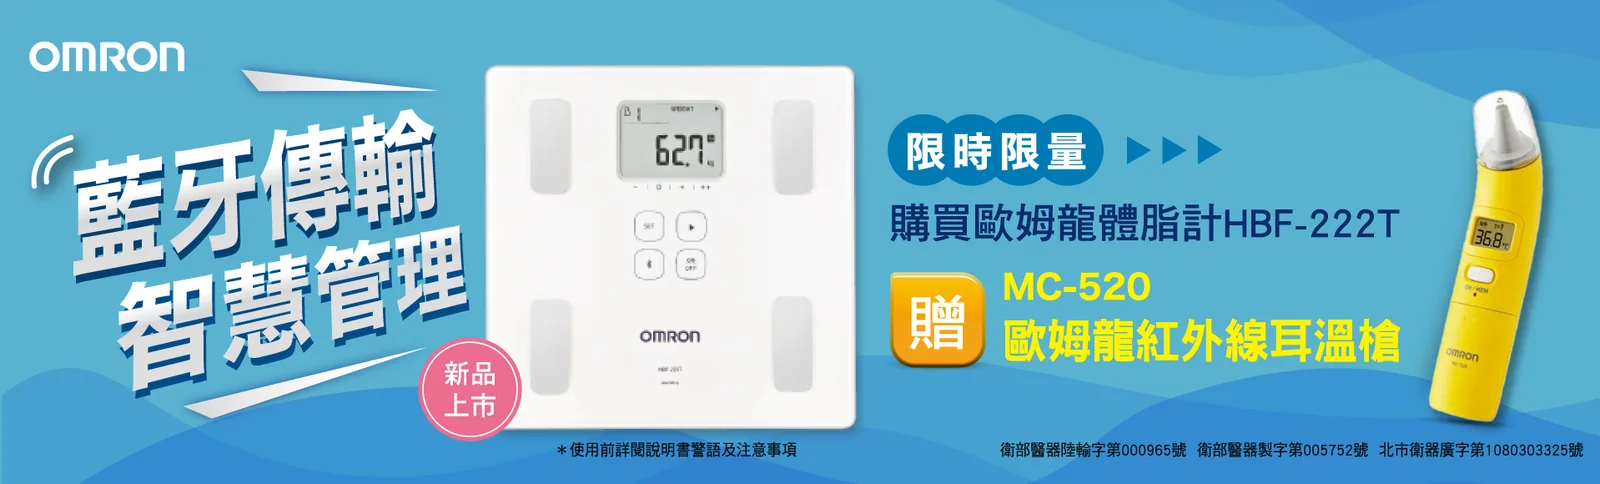 OMRON
藍牙傳輸
智慧管理
新品
上市
WEIGHT
62.7
kg
SET
ON
OFF
OMRON
*使用前詳閱說明書警語及注意事項
限時限量
購買歐姆龍體脂計HBF-222T
贈
MC-520
歐姆龍紅外線耳溫槍
36.8
°C
ON / MEM
OMRON
MC-520
衛部醫器陸輸字第000965號 衛部醫器製字第005752號 北市衛器廣字第1080303325號